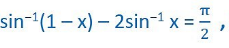 sin⁻¹(1 – x) – 2sin⁻¹ x = π/2 ,